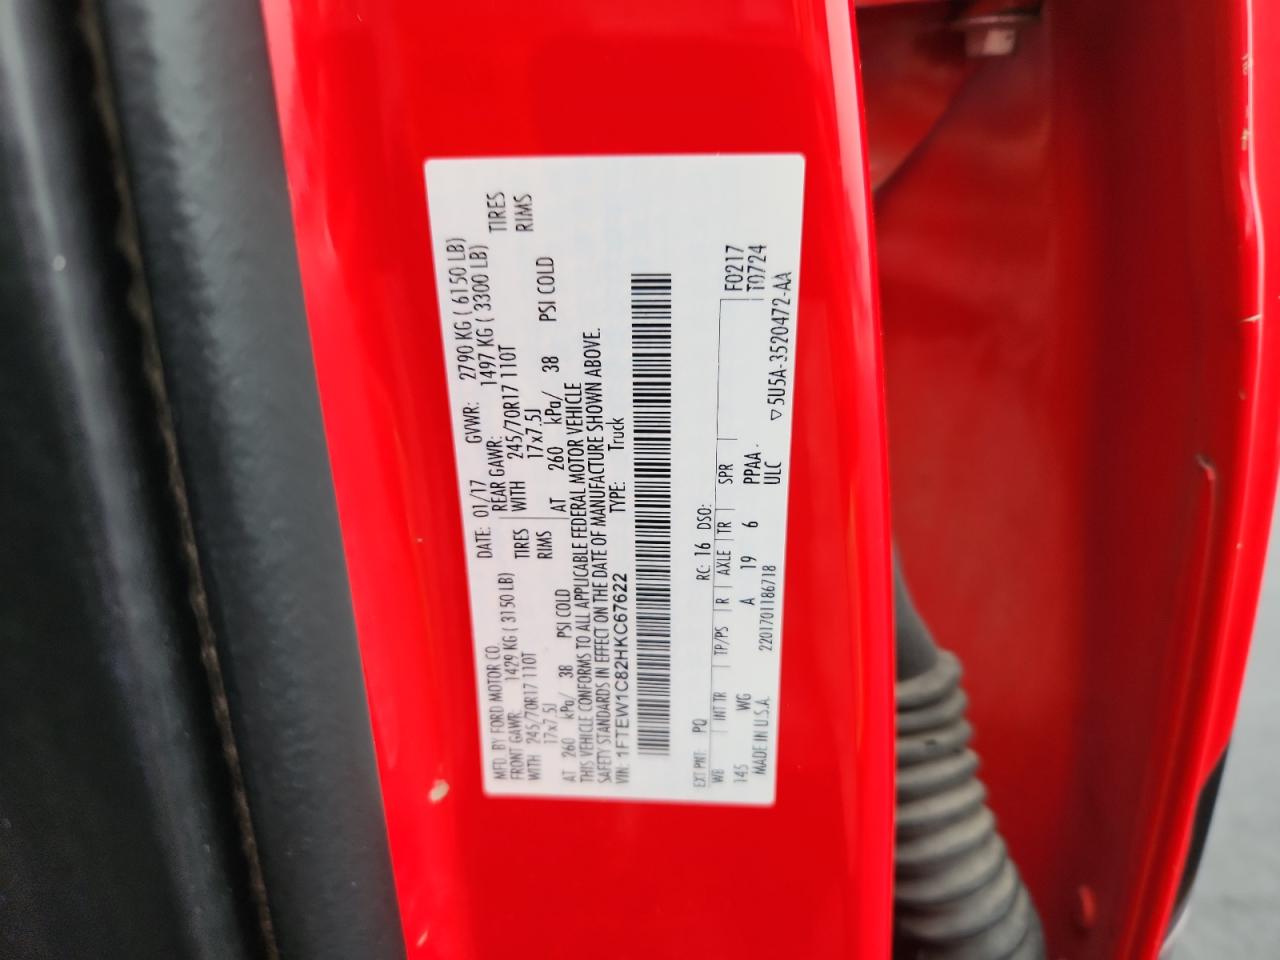 MFD. BY FORD MOTOR CO.
DATE: 01/17 GVWR: 2790 KG ( 6150 LB)
FRONT GAWR: 1429 KG ( 3150 LB) REAR GAWR: 1497 KG ( 3300 LB)
WITH 245/70R17 110T TIRES WITH 245/70R17 110T TIRES
17x7.5J RIMS 17x7.5J RIMS
AT 260 kPa/ 38 PSI COLD AT 260 kPa/ 38 PSI COLD
THIS VEHICLE CONFORMS TO ALL APPLICABLE FEDERAL MOTOR VEHICLE
SAFETY STANDARDS IN EFFECT ON THE DATE OF MANUFACTURE SHOWN ABOVE.
VIN: 1FTEW1C82HKC67622 TYPE: Truck
EXT PNT: PQ RC: 16 DSO: F0217
WB INT TR TP/PS R AXLE TR SPR T0724
145 WG A 19 6 PPAA
MADE IN U.S.A. 2201701186718 ULC ▽5U5A-3520472-AA